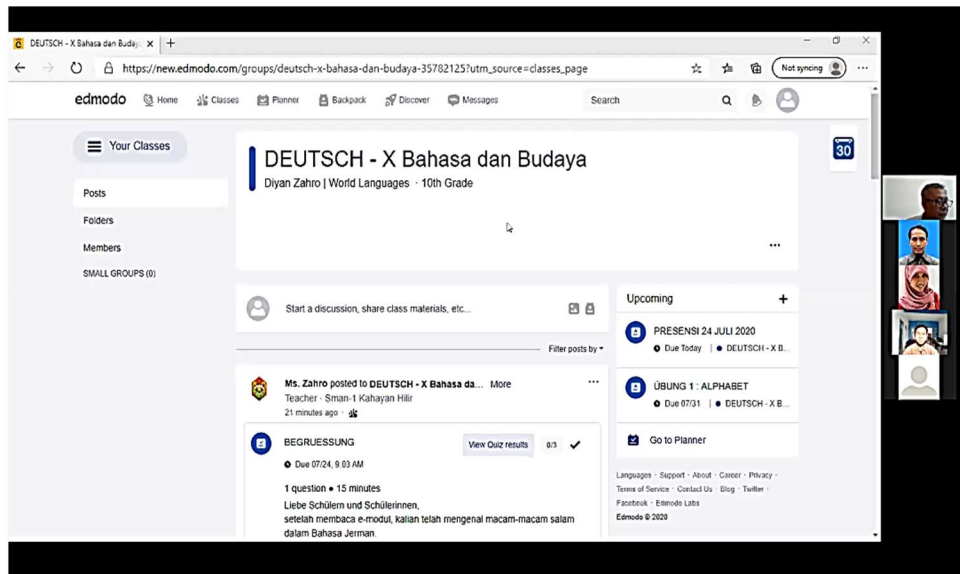 DEUTSCH - X Bahasa dan Buday
https://new.edmodo.com/groups/deutsch-x-bahasa-dan-budaya-35782125?utm_source=classes_page
Not syncing
edmodo Home Classes Planner Backpack Discover Messages Search
Your Classes
Posts
Folders
Members
SMALL GROUPS (0)
DEUTSCH - X Bahasa dan Budaya
Diyan Zahro | World Languages · 10th Grade
30
Start a discussion, share class materials, etc...
Filter posts by
Ms. Zahro posted to DEUTSCH - X Bahasa da... More
Teacher · Sman-1 Kahayan Hilir
21 minutes ago ·
BEGRUESSUNG
View Quiz results 0/3
Due 07/24, 9.03 AM
1 question • 15 minutes
Liebe Schülern und Schülerinnen,
setelah membaca e-modul, kalian telah mengenal macam-macam salam
dalam Bahasa Jerman.
Upcoming
PRESENSI 24 JULI 2020
Due Today | • DEUTSCH - X B...
ÜBUNG 1 : ALPHABET
Due 07/31 | • DEUTSCH - X B...
Go to Planner
Languages · Support · About · Career · Privacy ·
Terms of Service · Contact Us · Blog · Twitter ·
Facebook · Edmodo Labs
Edmodo © 2020